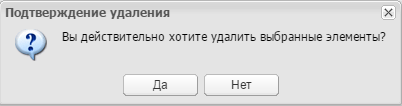 Подтверждение удаления
Вы действительно хотите удалить выбранные элементы?
Да
Нет